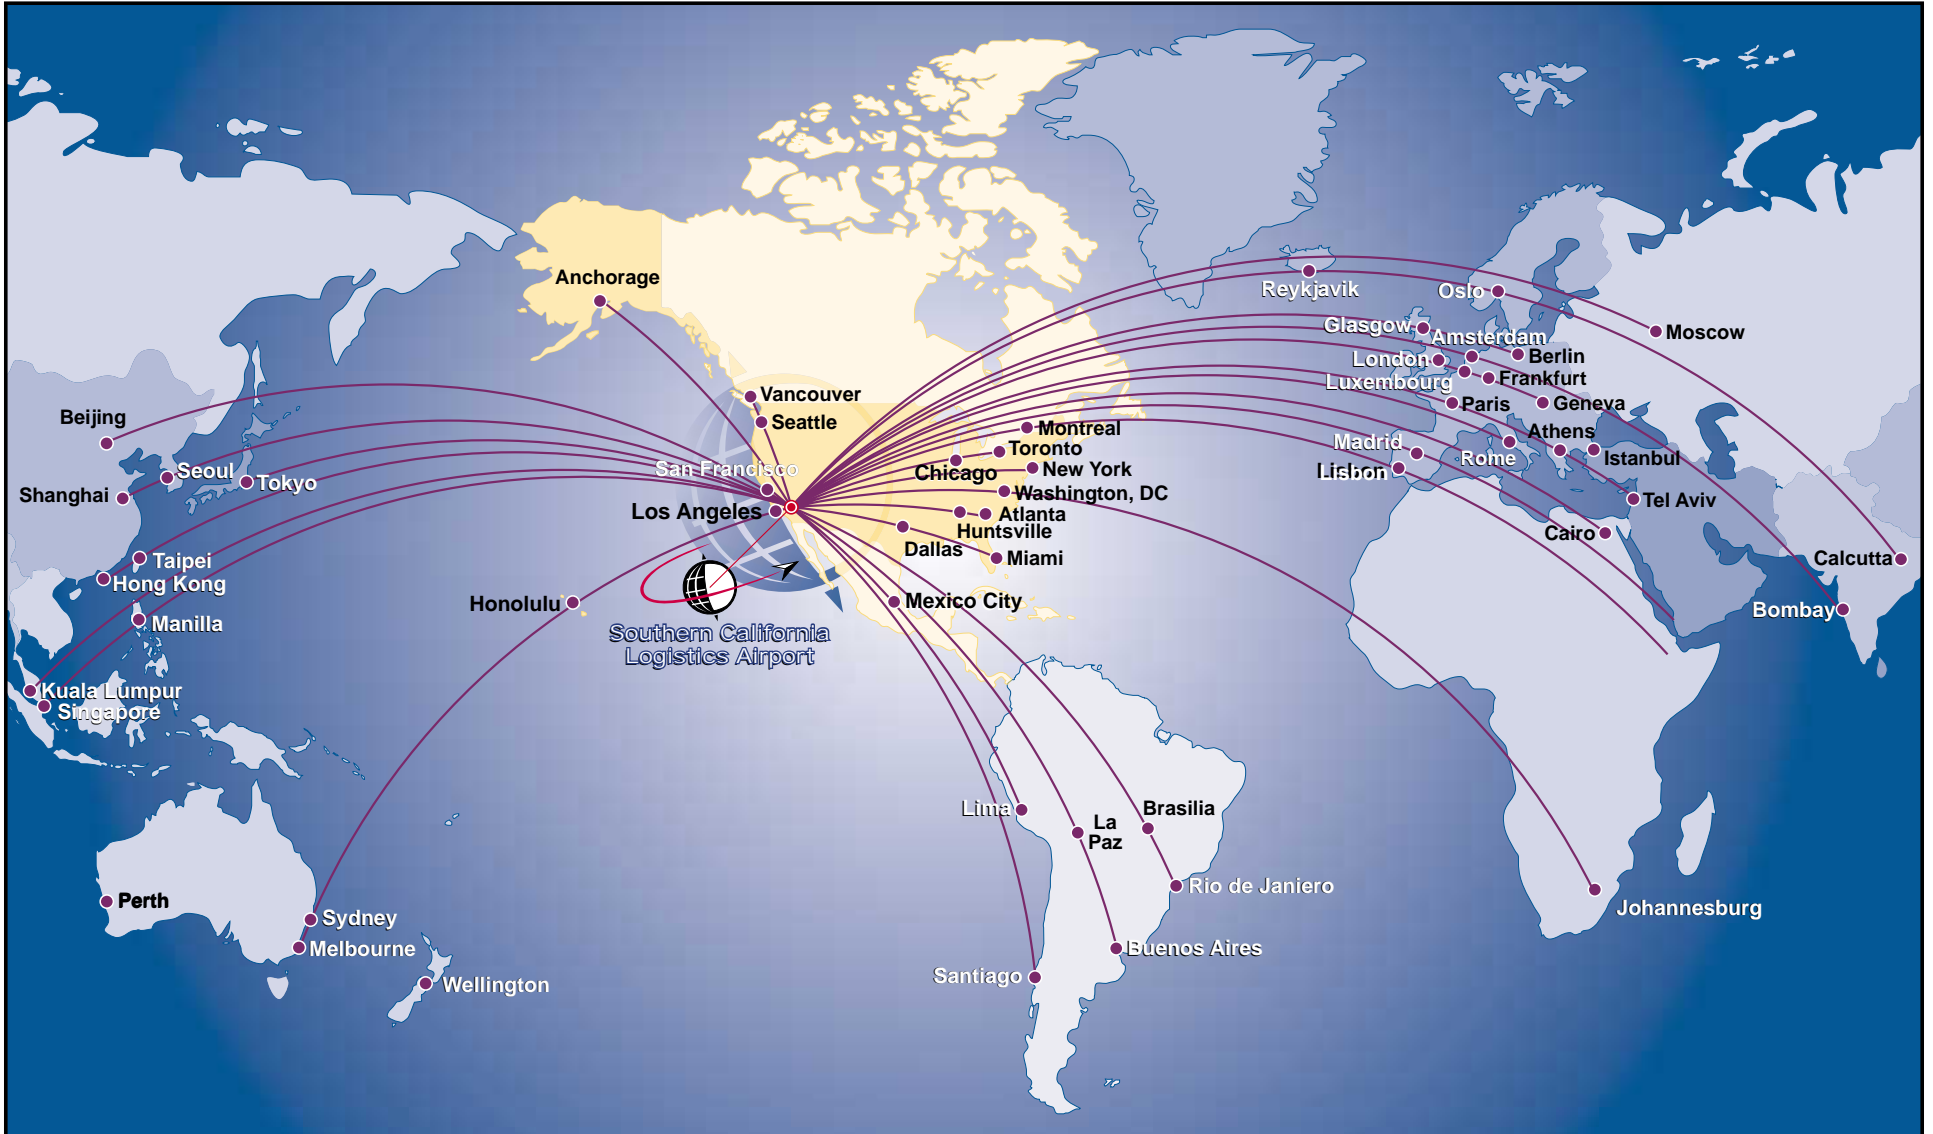 Anchorage
Reykjavik
Oslo
Moscow
Glasgow
Amsterdam
Berlin
London
Luxembourg
Frankfurt
Vancouver
Paris
Geneva
Beijing
Seattle
Montreal
Athens
Madrid
Toronto
Rome
Istanbul
San Francisco
Chicago
New York
Lisbon
Seoul
Tokyo
Shanghai
Washington, DC
Tel Aviv
Los Angeles
Atlanta
Huntsville
Cairo
Dallas
Miami
Calcutta
Taipei
Hong Kong
Honolulu
Mexico City
Bombay
Manilla
Southern California
Logistics Airport
Kuala Lumpur
Singapore
Lima
La
Paz
Brasilia
Rio de Janiero
Perth
Sydney
Johannesburg
Melbourne
Buenos Aires
Santiago
Wellington